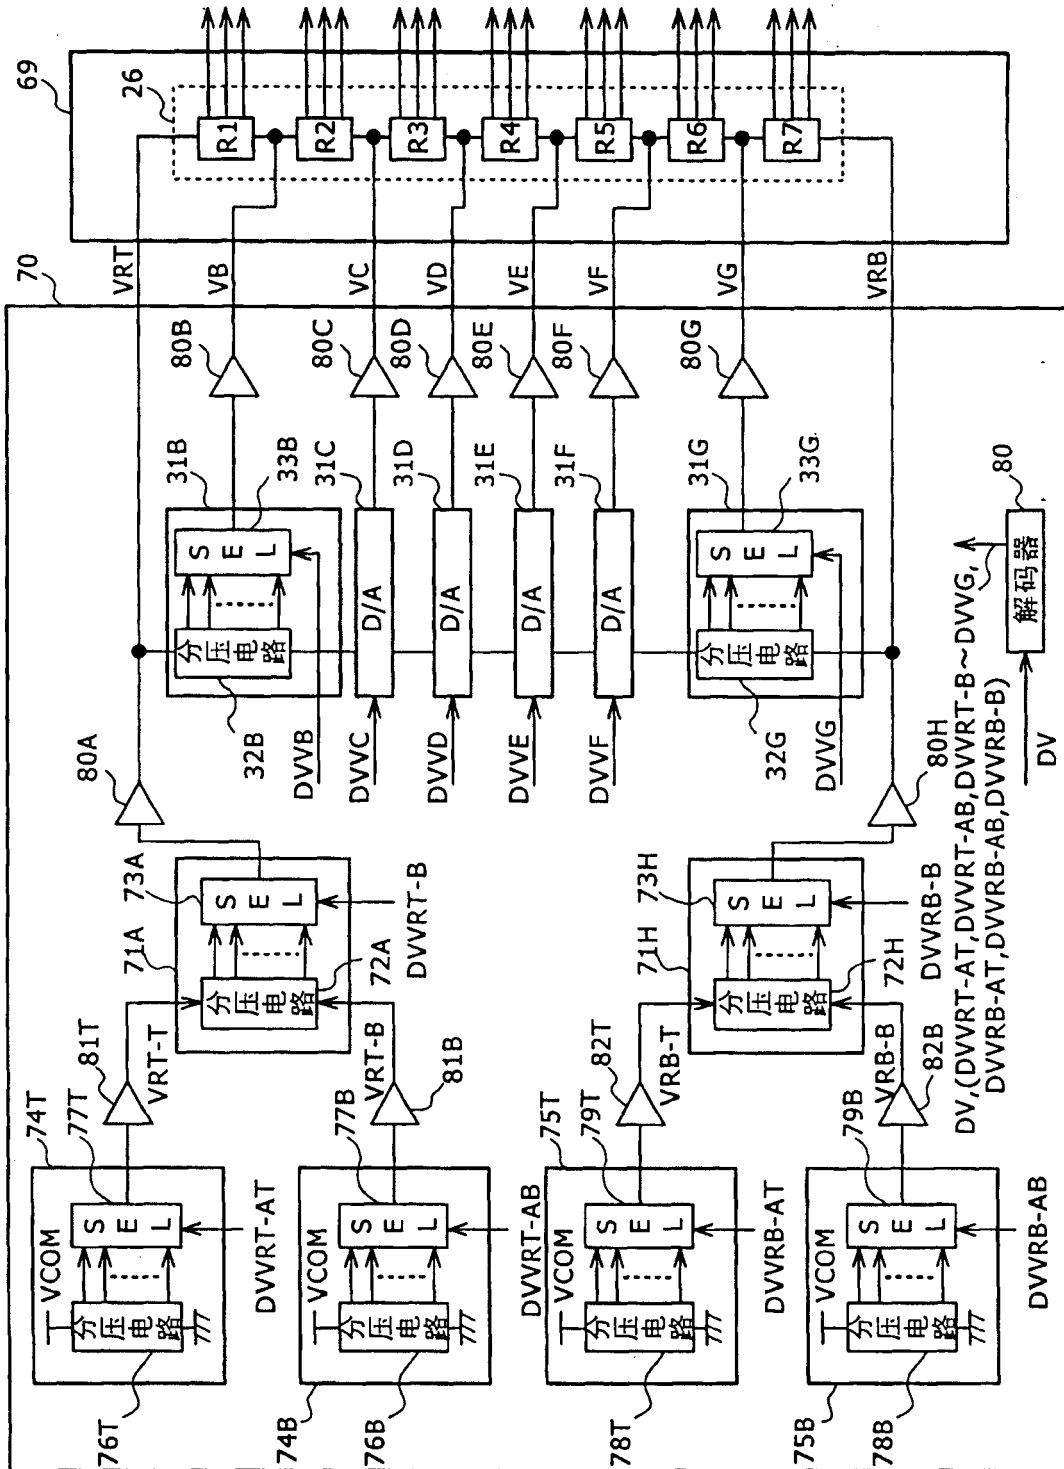 69
26
R1
R2
R3
R4
R5
R6
R7
70
VRT
VB
VC
VD
VE
VF
VG
VRB
80B
80C
80D
80E
80F
80G
31B
33B
31C
31D
31E
31F
31G
33G
80
SEL
分压电路
D/A
D/A
D/A
D/A
SEL
分压电路
解码器
32B
DVVB
DVVC
DVVD
DVVE
DVVF
32G
DVVG
DV
80A
80H
DV,(DVVRT-AT,DVVRT-AB,DVVRT-B~DVVG,
DVVRB-AT,DVVRB-AB,DVVRB-B)
71A
73A
SEL
分压电路
72A
DVVRT-B
71H
73H
SEL
分压电路
72H
DVVRB-B
81T
VRT-T
VRT-B
81B
82T
VRB-T
VRB-B
82B
74T
77T
77B
75T
79T
79B
VCOM
SEL
分压电路
DVVRT-AT
VCOM
SEL
分压电路
DVVRT-AB
VCOM
SEL
分压电路
DVVRB-AT
VCOM
SEL
分压电路
DVVRB-AB
76T
74B
76B
78T
75B
78B